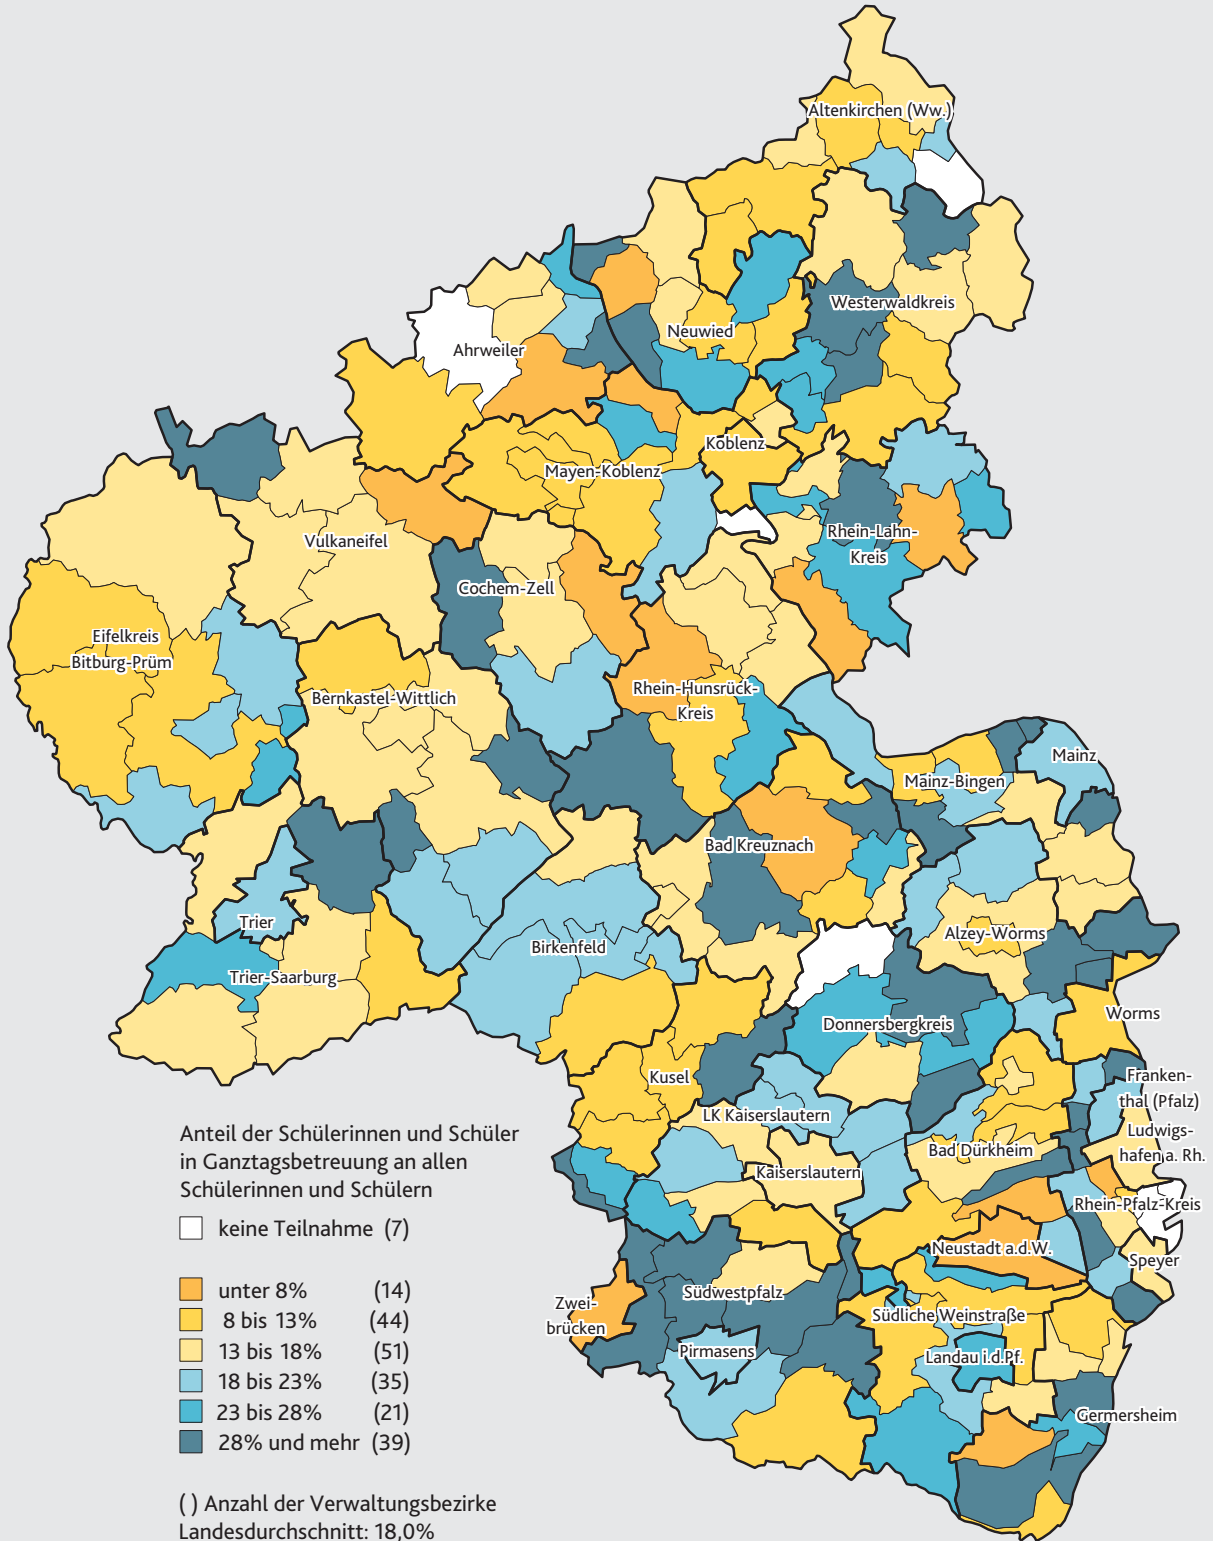 Altenkirchen (Ww.)
Westerwaldkreis
Neuwied
Ahrweiler
Koblenz
Mayen-Koblenz
Rhein-Lahn-
Kreis
Vulkaneifel
Cochem-Zell
Eifelkreis
Bitburg-Prüm
Bernkastel-Wittlich
Rhein-Hunsrück-
Kreis
Mainz
Mainz-Bingen
Bad Kreuznach
Trier
Alzey-Worms
Birkenfeld
Trier-Saarburg
Worms
Donnersbergkreis
Kusel
Franken-
thal (Pfalz)
LK Kaiserslautern
Ludwigs-
hafen a. Rh.
Bad Dürkheim
Kaiserslautern
Rhein-Pfalz-Kreis
Neustadt a.d.W.
Speyer
Südwestpfalz
Zwei-
brücken
Südliche Weinstraße
Pirmasens
Landau i.d.Pf.
Germersheim
Anteil der Schülerinnen und Schüler
in Ganztagsbetreuung an allen
Schülerinnen und Schülern
keine Teilnahme (7)
unter 8% (14)
8 bis 13% (44)
13 bis 18% (51)
18 bis 23% (35)
23 bis 28% (21)
28% und mehr (39)
( ) Anzahl der Verwaltungsbezirke
Landesdurchschnitt: 18,0%